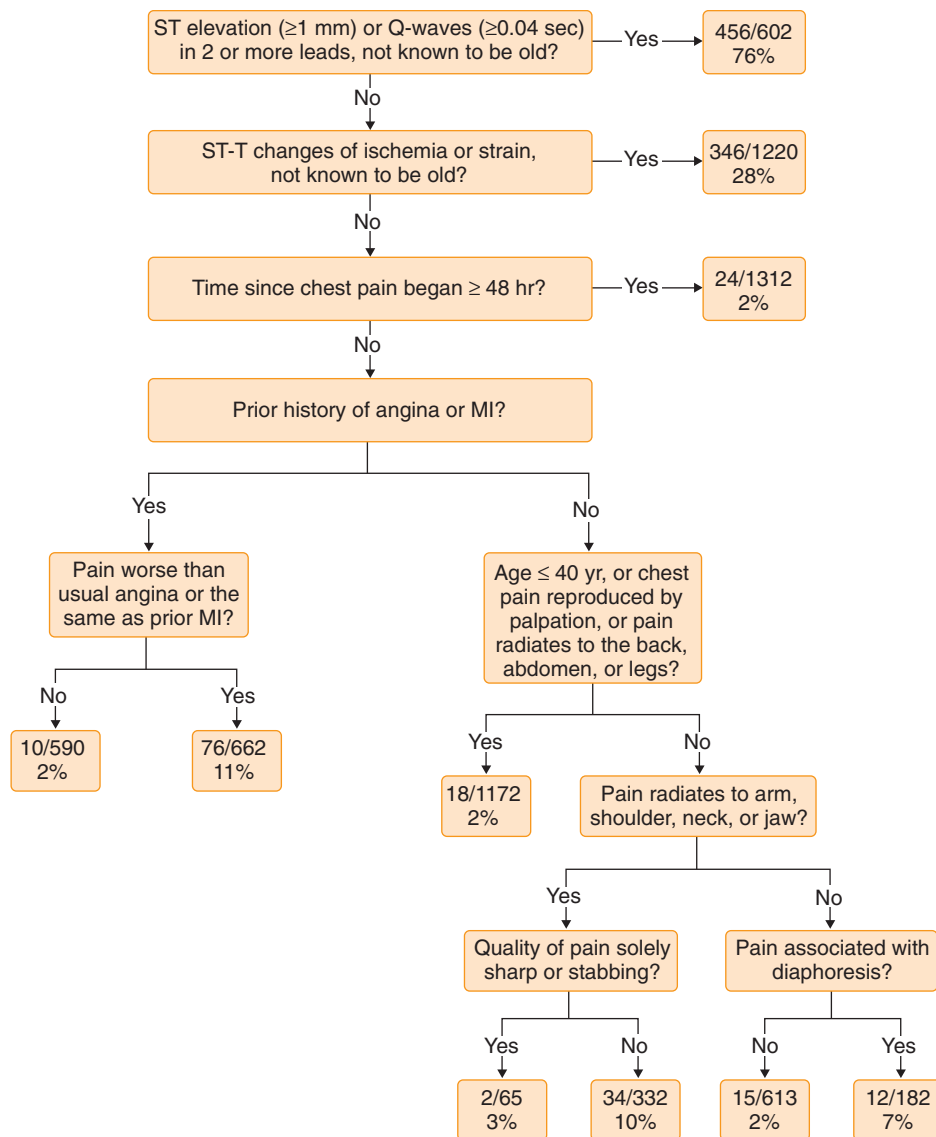 ST elevation (≥1 mm) or Q-waves (≥0.04 sec)
in 2 or more leads, not known to be old?
Yes
456/602
76%
No
ST-T changes of ischemia or strain,
not known to be old?
Yes
346/1220
28%
No
Time since chest pain began ≥ 48 hr?
Yes
24/1312
2%
No
Prior history of angina or MI?
Yes
No
Pain worse than
usual angina or the
same as prior MI?
No
Yes
10/590
2%
76/662
11%
Age ≤ 40 yr, or chest
pain reproduced by
palpation, or pain
radiates to the back,
abdomen, or legs?
Yes
No
18/1172
2%
Pain radiates to arm,
shoulder, neck, or jaw?
Yes
No
Quality of pain solely
sharp or stabbing?
Yes
No
2/65
3%
34/332
10%
Pain associated with
diaphoresis?
No
Yes
15/613
2%
12/182
7%